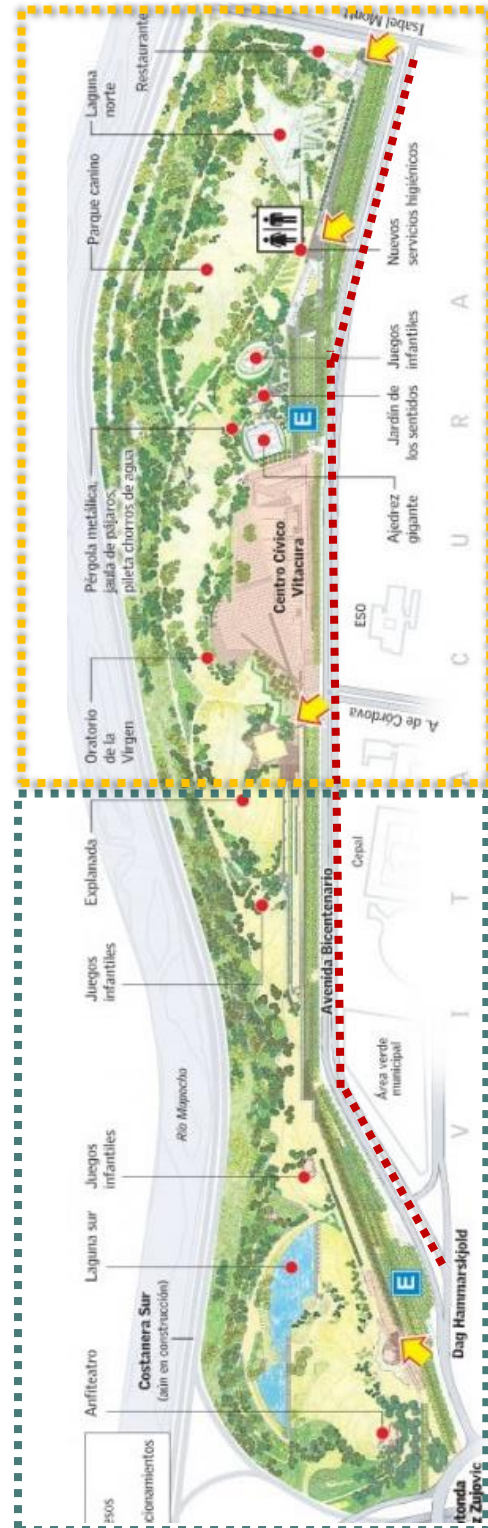 esos
cionamientos
Anfiteatro
Laguna sur
Juegos
infantiles
Juegos
infantiles
Explanada
Oratorio
de la
Virgen
Pérgola metálica,
jaula de pájaros,
pileta chorros de agua
Parque canino
Laguna
norte
Restaurante
Costanera Sur
(aún en construcción)
Río Mapocho
Centro Cívico
Vitacura
E
E
Avenida Bicentenario
Isabel Montt
Ajedrez
gigante
Jardín de
los sentidos
Juegos
infantiles
Nuevos
servicios higiénicos
Área verde
municipal
Cepal
A. de Córdova
ESO
V I T A C U R A
Dag Hammarskjold
tonda
z Zujovic